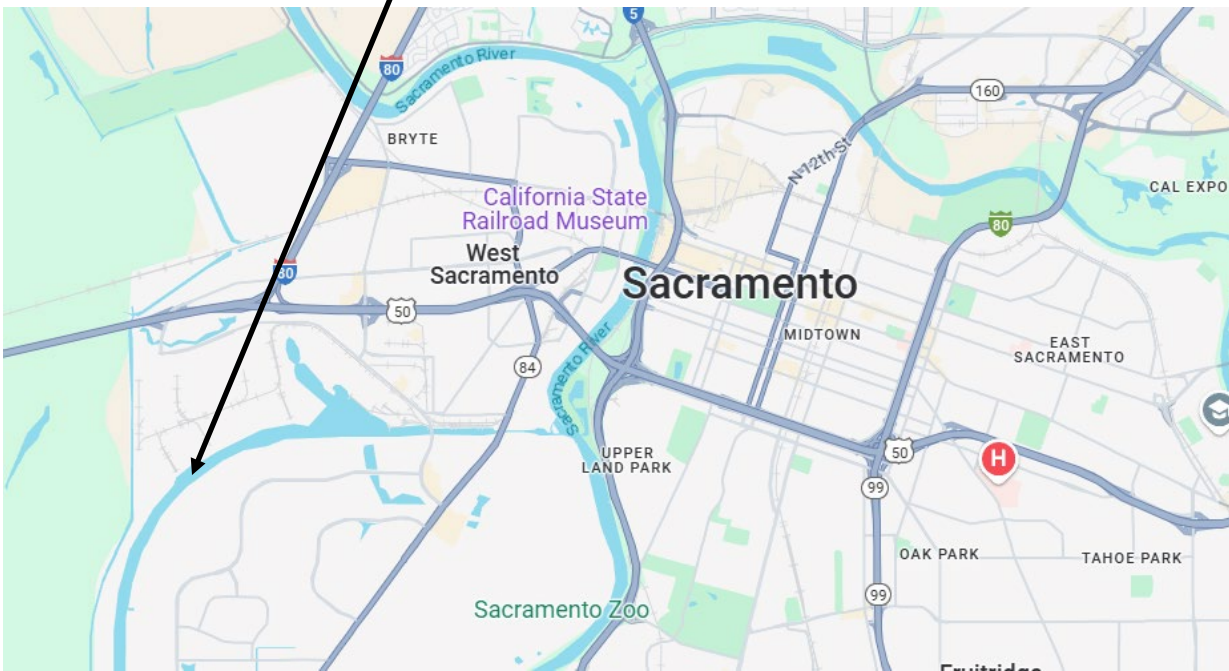 5
80
Sacramento River
160
BRYTE
N 12th St
CAL EXPO
California State
Railroad Museum
80
West
Sacramento
80
Sacramento
50
MIDTOWN
EAST
SACRAMENTO
84
Sacramento River
UPPER
LAND PARK
50
H
99
OAK PARK
TAHOE PARK
99
Sacramento Zoo